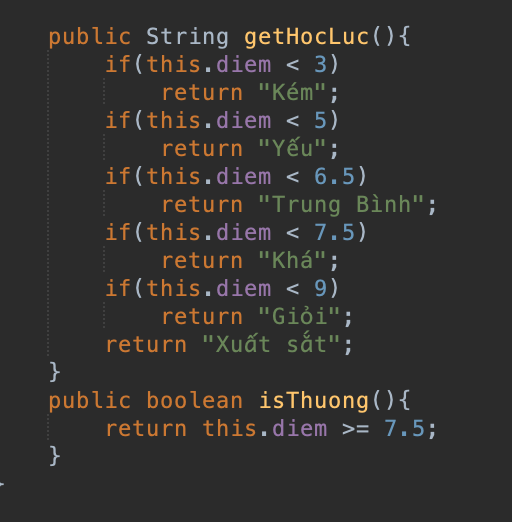 public String getHocLuc(){
if(this.diem < 3)
return "Kém";
if(this.diem < 5)
return "Yếu";
if(this.diem < 6.5)
return "Trung Bình";
if(this.diem < 7.5)
return "Khá";
if(this.diem < 9)
return "Giỏi";
return "Xuất sắt";
}
public boolean isThuong(){
return this.diem >= 7.5;
}